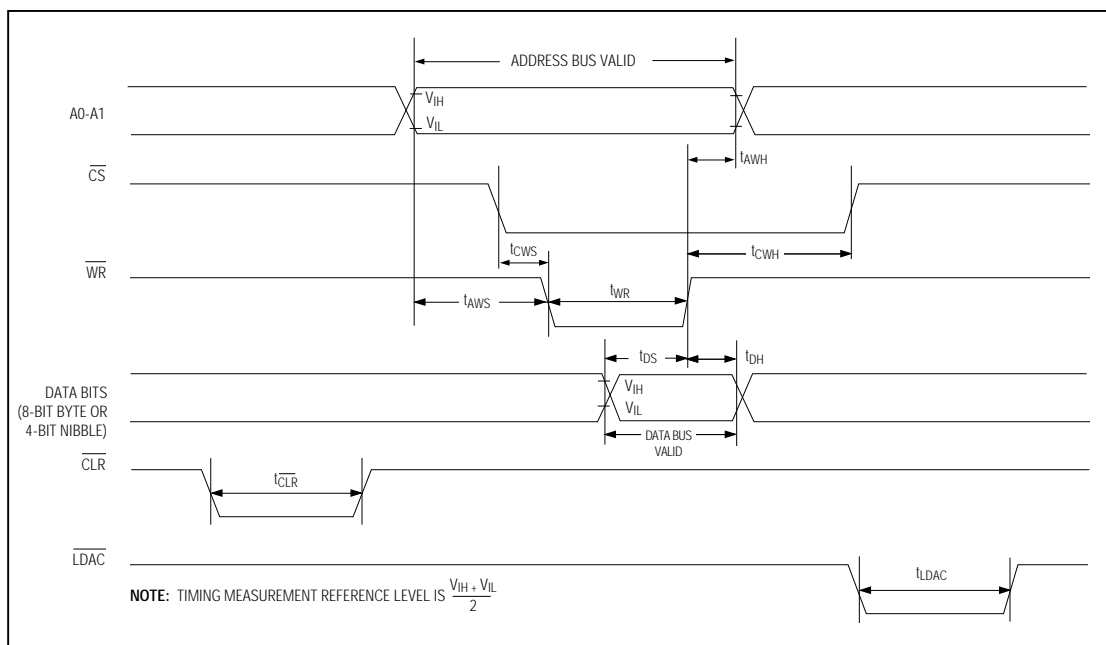 ADDRESS BUS VALID
A0-A1
VIH
VIL
tAWH
CS
tCWS
tCWH
WR
tAWS
tWR
tDS
tDH
DATA BITS
(8-BIT BYTE OR
4-BIT NIBBLE)
VIH
VIL
DATA BUS
VALID
CLR
tCLR
LDAC
tLDAC
NOTE: TIMING MEASUREMENT REFERENCE LEVEL IS VIH + VIL
2